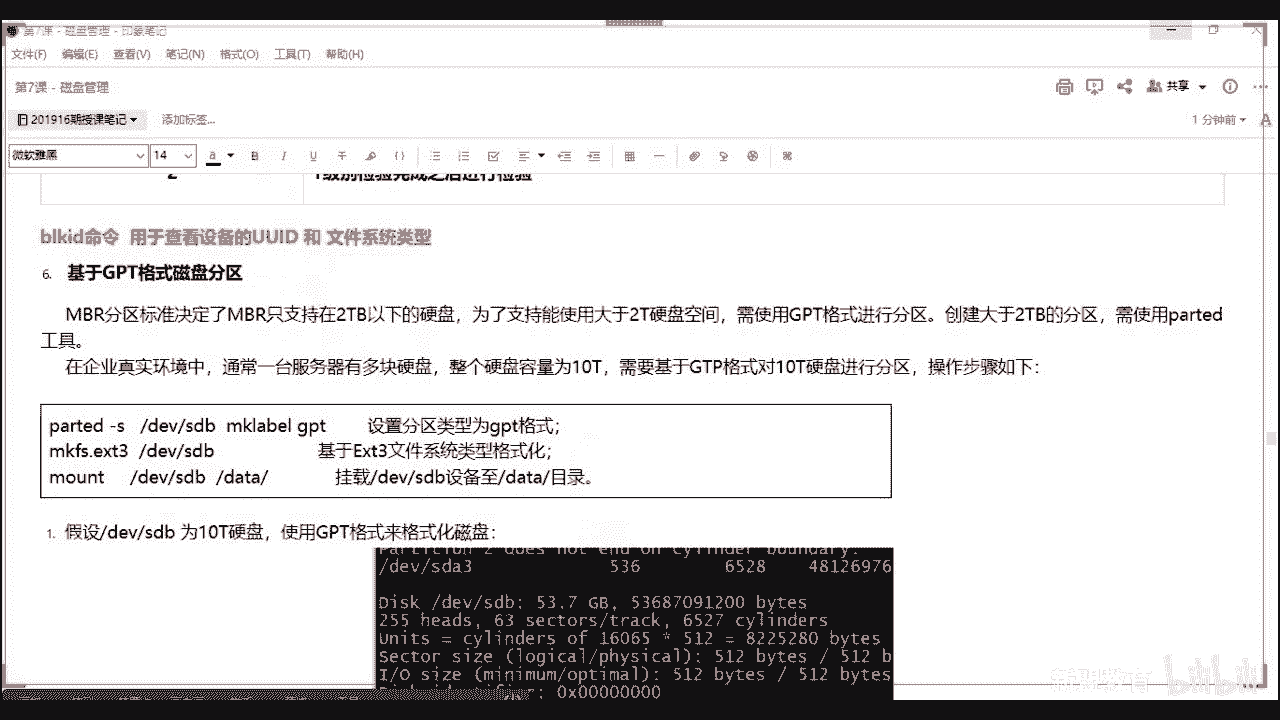 第7课 - 磁盘管理 - 印象笔记
文件(F) 编辑(E) 查看(V) 笔记(N) 格式(O) 工具(T) 帮助(H)
第7课 - 磁盘管理
共享
201916期授课笔记 添加标签...
1 分钟前
微软雅黑 14
2 1级别检验完成之后进行检验
blkid命令 用于查看设备的UUID 和 文件系统类型
6. 基于GPT格式磁盘分区
MBR分区标准决定了MBR只支持在2TB以下的硬盘，为了支持能使用大于2T硬盘空间，需使用GPT格式进行分区。创建大于2TB的分区，需使用parted
工具。
在企业真实环境中，通常一台服务器有多块硬盘，整个硬盘容量为10T，需要基于GTP格式对10T硬盘进行分区，操作步骤如下：
parted -s /dev/sdb mklabel gpt 设置分区类型为gpt格式；
mkfs.ext3 /dev/sdb 基于Ext3文件系统类型格式化；
mount /dev/sdb /data/ 挂载/dev/sdb设备至/data/目录。
1. 假设/dev/sdb 为10T硬盘，使用GPT格式来格式化磁盘：
Partition 2 does not end on cylinder boundary.
/dev/sda3 536 6528 48126976
Disk /dev/sdb: 53.7 GB, 53687091200 bytes
255 heads, 63 sectors/track, 6527 cylinders
Units = cylinders of 16065 * 512 = 8225280 bytes
Sector size (logical/physical): 512 bytes / 512 b
I/O size (minimum/optimal): 512 bytes / 512 bytes
: 0x00000000
bilibili